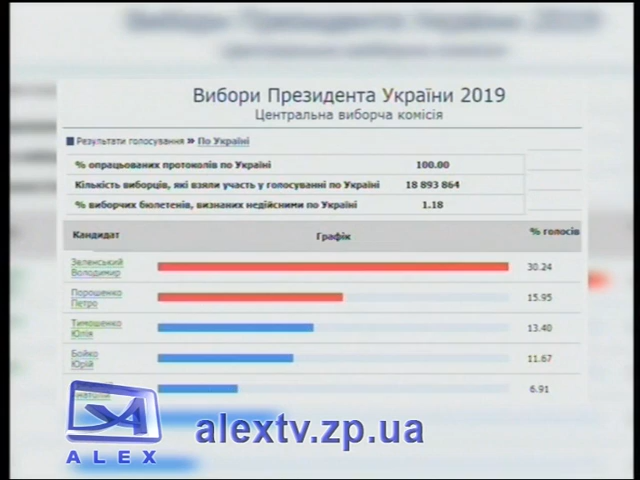 Вибори Президента України 2019
Центральна виборча комісія
Результати голосування » По Україні
% опрацьованих протоколів по Україні 100.00
Кількість виборців, які взяли участь у голосуванні по Україні 18 893 864
% виборчих бюлетенів, визнаних недійсними по Україні 1.18
Кандидат Графік % голосів
Зеленський
Володимир 30.24
Порошенко
Петро 15.95
Тимошенко
Юлія 13.40
Бойко
Юрій 11.67
6.91
alextv.zp.ua
ALEX